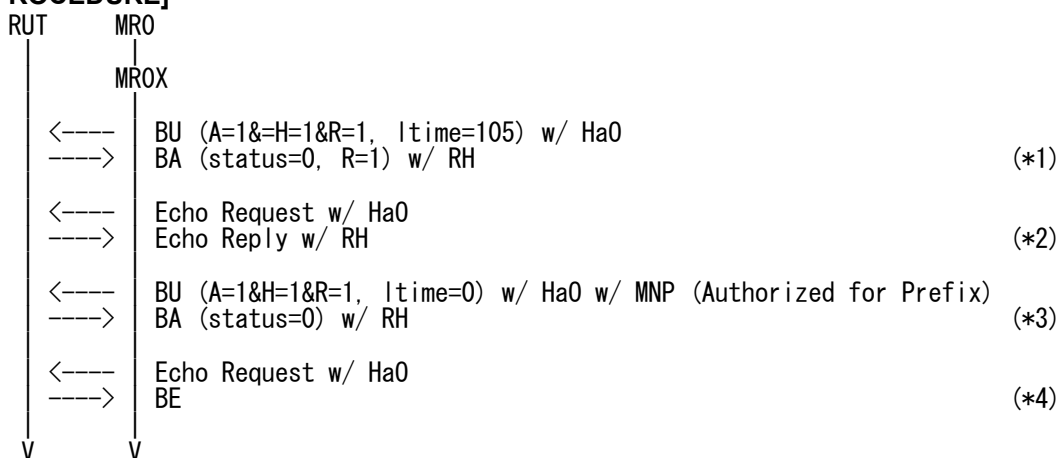 ROCEDURE]
RUT MR0
MR0X
<---- BU (A=1&=H=1&R=1, ltime=105) w/ HaO
----> BA (status=0, R=1) w/ RH (*1)
<---- Echo Request w/ HaO
----> Echo Reply w/ RH (*2)
<---- BU (A=1&H=1&R=1, ltime=0) w/ HaO w/ MNP (Authorized for Prefix)
----> BA (status=0) w/ RH (*3)
<---- Echo Request w/ HaO
----> BE (*4)
V V